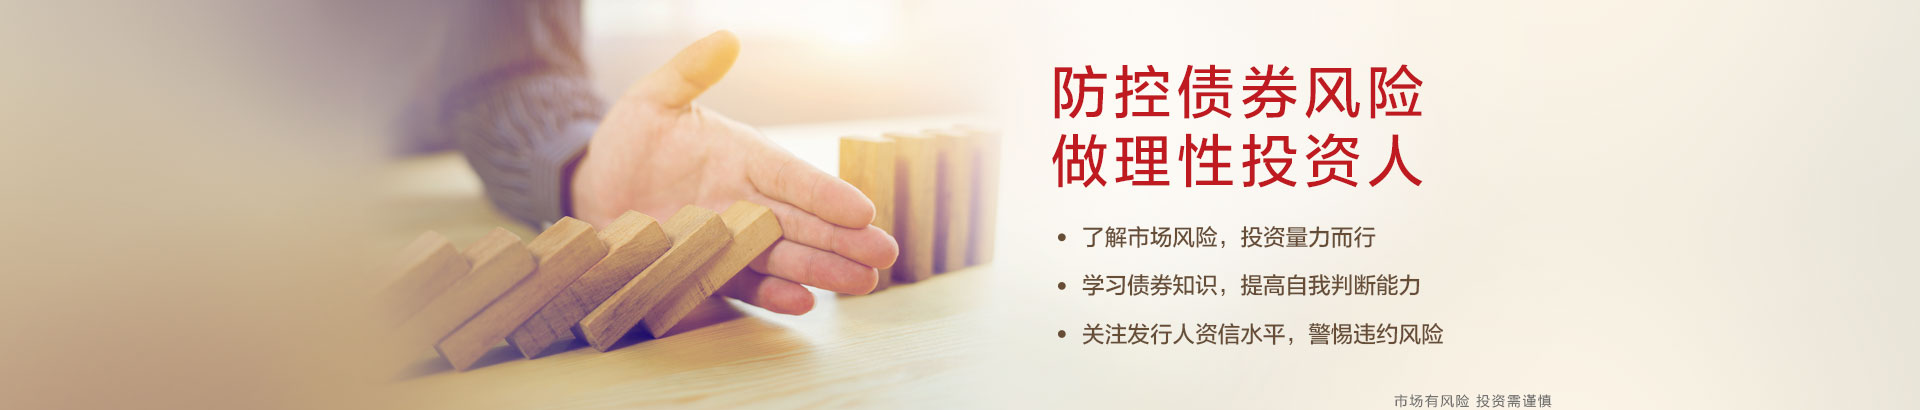 防控债券风险
做理性投资人
• 了解市场风险，投资量力而行
• 学习债券知识，提高自我判断能力
• 关注发行人资信水平，警惕违约风险
市场有风险 投资需谨慎